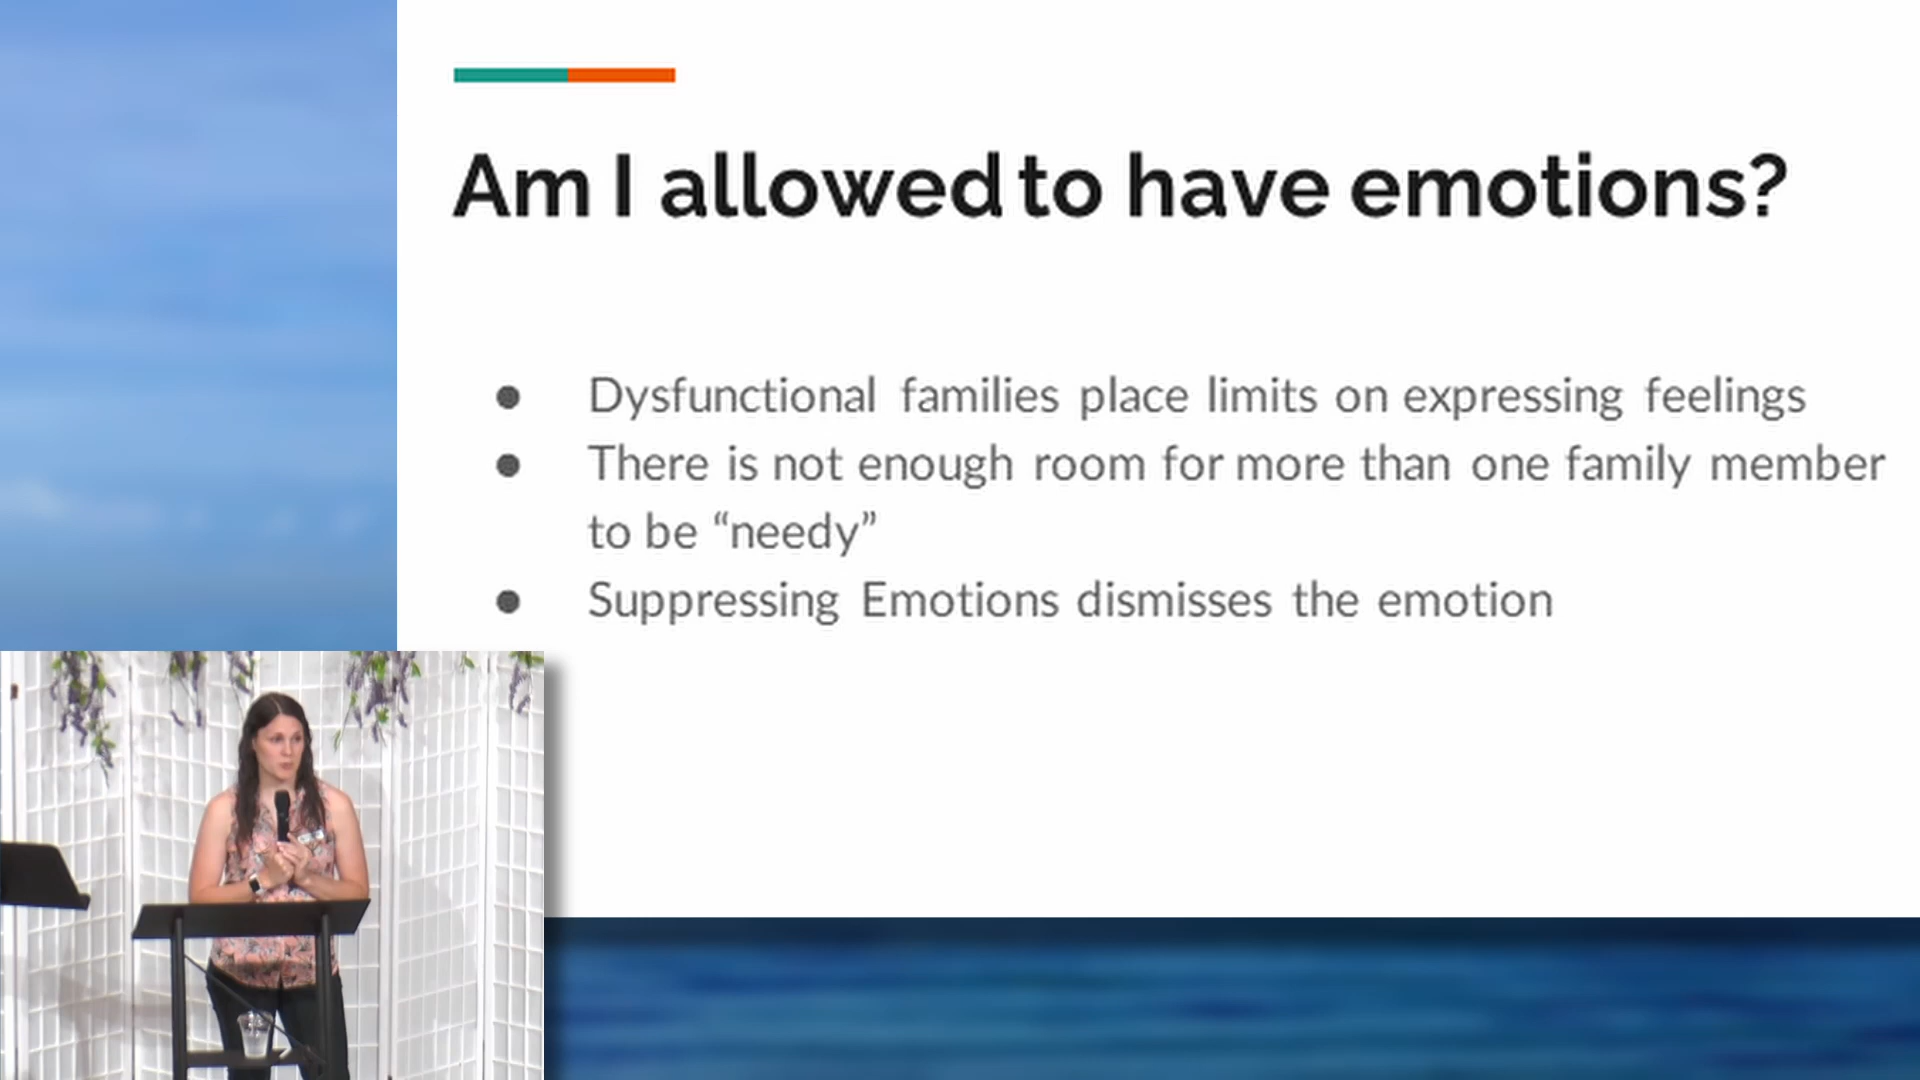 Am I allowed to have emotions?
● Dysfunctional families place limits on expressing feelings
● There is not enough room for more than one family member
to be “needy”
● Suppressing Emotions dismisses the emotion